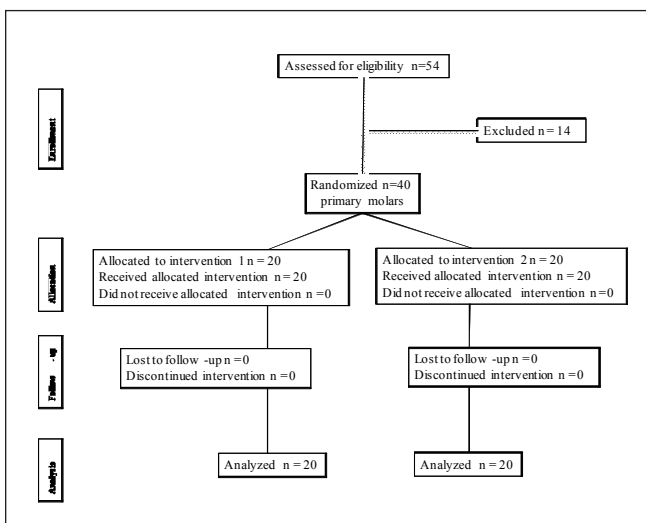 Assessed for eligibility n=54
Enrollment
Excluded n = 14
Randomized n=40
primary molars
Allocation
Allocated to intervention 1 n = 20
Received allocated intervention n = 20
Did not receive allocated intervention n =0
Allocated to intervention 2 n = 20
Received allocated intervention n = 20
Did not receive allocated intervention n =0
Follow - up
Lost to follow -up n =0
Discontinued intervention n =0
Lost to follow -up n =0
Discontinued intervention n =0
Analysis
Analyzed n = 20
Analyzed n = 20